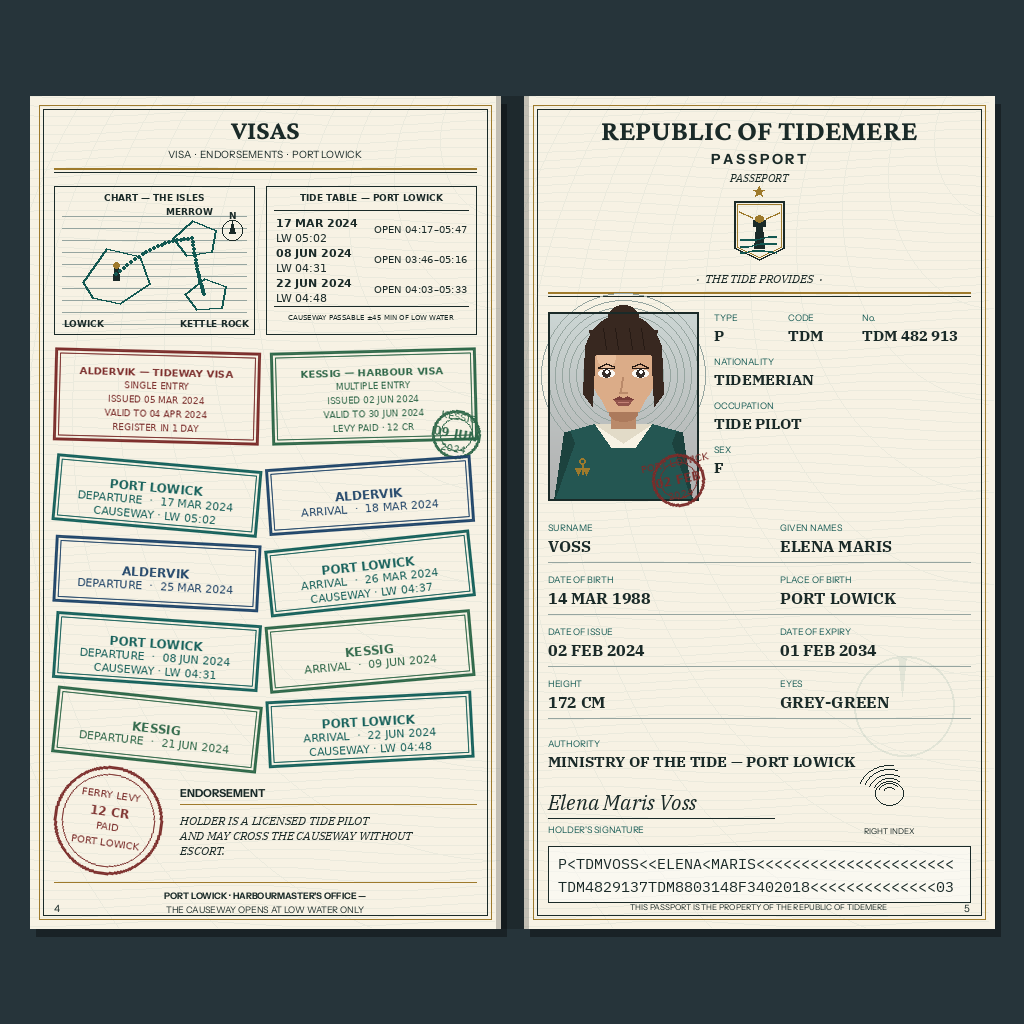 VISAS
VISA · ENDORSEMENTS · PORT LOWICK
CHART — THE ISLES
MERROW
N
LOWICK
KETTLE ROCK
TIDE TABLE — PORT LOWICK
17 MAR 2024
LW 05:02
OPEN 04:17–05:47
08 JUN 2024
LW 04:31
OPEN 03:46–05:16
22 JUN 2024
LW 04:48
OPEN 04:03–05:33
CAUSEWAY PASSABLE ±45 MIN OF LOW WATER
ALDERVIK — TIDEWAY VISA
SINGLE ENTRY
ISSUED 05 MAR 2024
VALID TO 04 APR 2024
REGISTER IN 1 DAY
KESSIG — HARBOUR VISA
MULTIPLE ENTRY
ISSUED 02 JUN 2024
VALID TO 30 JUN 2024
LEVY PAID · 12 CR
KESSIG
09 JUN
2024
PORT LOWICK
DEPARTURE · 17 MAR 2024
CAUSEWAY · LW 05:02
ALDERVIK
ARRIVAL · 18 MAR 2024
ALDERVIK
DEPARTURE · 25 MAR 2024
PORT LOWICK
ARRIVAL · 26 MAR 2024
CAUSEWAY · LW 04:37
PORT LOWICK
DEPARTURE · 08 JUN 2024
CAUSEWAY · LW 04:31
KESSIG
ARRIVAL · 09 JUN 2024
KESSIG
DEPARTURE · 21 JUN 2024
PORT LOWICK
ARRIVAL · 22 JUN 2024
CAUSEWAY · LW 04:48
FERRY LEVY
12 CR
PAID
PORT LOWICK
ENDORSEMENT
HOLDER IS A LICENSED TIDE PILOT
AND MAY CROSS THE CAUSEWAY WITHOUT
ESCORT.
PORT LOWICK · HARBOURMASTER'S OFFICE —
THE CAUSEWAY OPENS AT LOW WATER ONLY
4
REPUBLIC OF TIDEMERE
PASSPORT
PASSEPORT
· THE TIDE PROVIDES ·
TYPE
P
CODE
TDM
No.
TDM 482 913
NATIONALITY
TIDEMERIAN
OCCUPATION
TIDE PILOT
SEX
F
SURNAME
VOSS
GIVEN NAMES
ELENA MARIS
DATE OF BIRTH
14 MAR 1988
PLACE OF BIRTH
PORT LOWICK
DATE OF ISSUE
02 FEB 2024
DATE OF EXPIRY
01 FEB 2034
HEIGHT
172 CM
EYES
GREY-GREEN
AUTHORITY
MINISTRY OF THE TIDE — PORT LOWICK
Elena Maris Voss
HOLDER'S SIGNATURE
RIGHT INDEX
P<TDMVOSS<<ELENA<MARIS<<<<<<<<<<<<<<<<<<<<<<
TDM4829137TDM8803148F3402018<<<<<<<<<<<<<<03
THIS PASSPORT IS THE PROPERTY OF THE REPUBLIC OF TIDEMERE
5